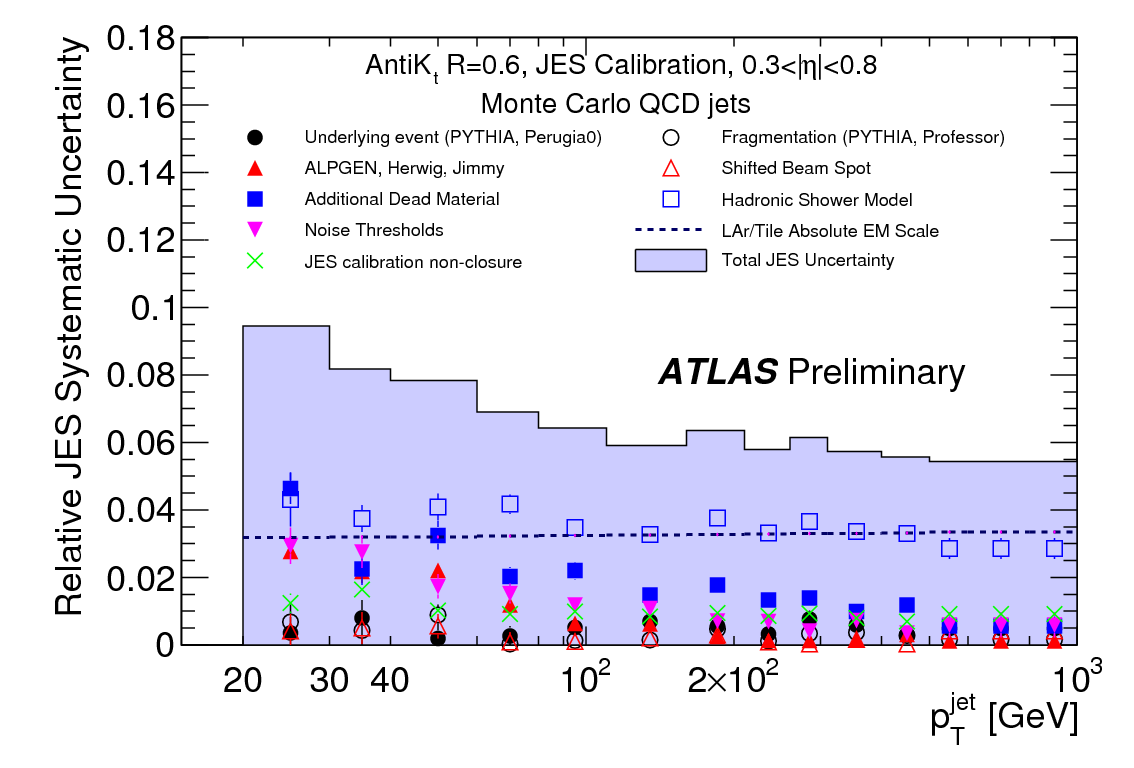 0.18
AntiKt R=0.6, JES Calibration, 0.3<|η|<0.8
Monte Carlo QCD jets
Underlying event (PYTHIA, Perugia0)
Fragmentation (PYTHIA, Professor)
ALPGEN, Herwig, Jimmy
Shifted Beam Spot
Additional Dead Material
Hadronic Shower Model
Noise Thresholds
LAr/Tile Absolute EM Scale
JES calibration non-closure
Total JES Uncertainty
0.16
0.14
0.12
0.1
0.08
0.06
0.04
0.02
0
Relative JES Systematic Uncertainty
ATLAS Preliminary
20 30 40 10² 2×10² 10³
p_T^jet [GeV]